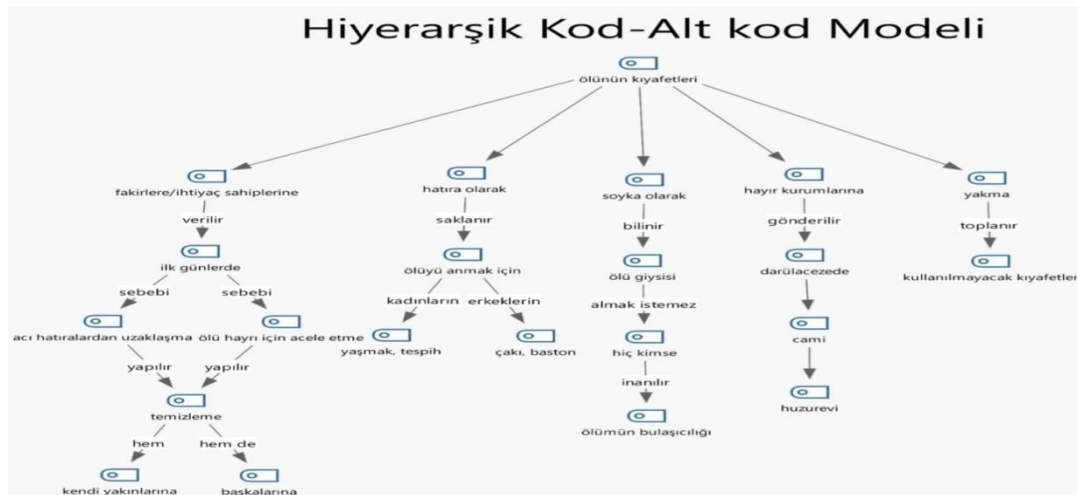 Hiyerarşik Kod-Alt kod Modeli
ölünün kıyafetleri
fakirlere/ihtiyaç sahiplerine
hatıra olarak
soyka olarak
hayır kurumlarına
yakma
verilir
saklanır
bilinir
gönderilir
toplanır
ilk günlerde
ölüyü anmak için
ölü giysisi
darülacezede
kullanılmayacak kıyafetler
sebebi
sebebi
kadınların
erkeklerin
almak istemez
acı hatıralardan uzaklaşma
ölü hayrı için acele etme
yaşmak, tespih
çakı, baston
hiç kimse
cami
yapılır
yapılır
inanılır
temizleme
ölümün bulaşıcılığı
huzurevi
hem
hem de
kendi yakınlarına
başkalarına